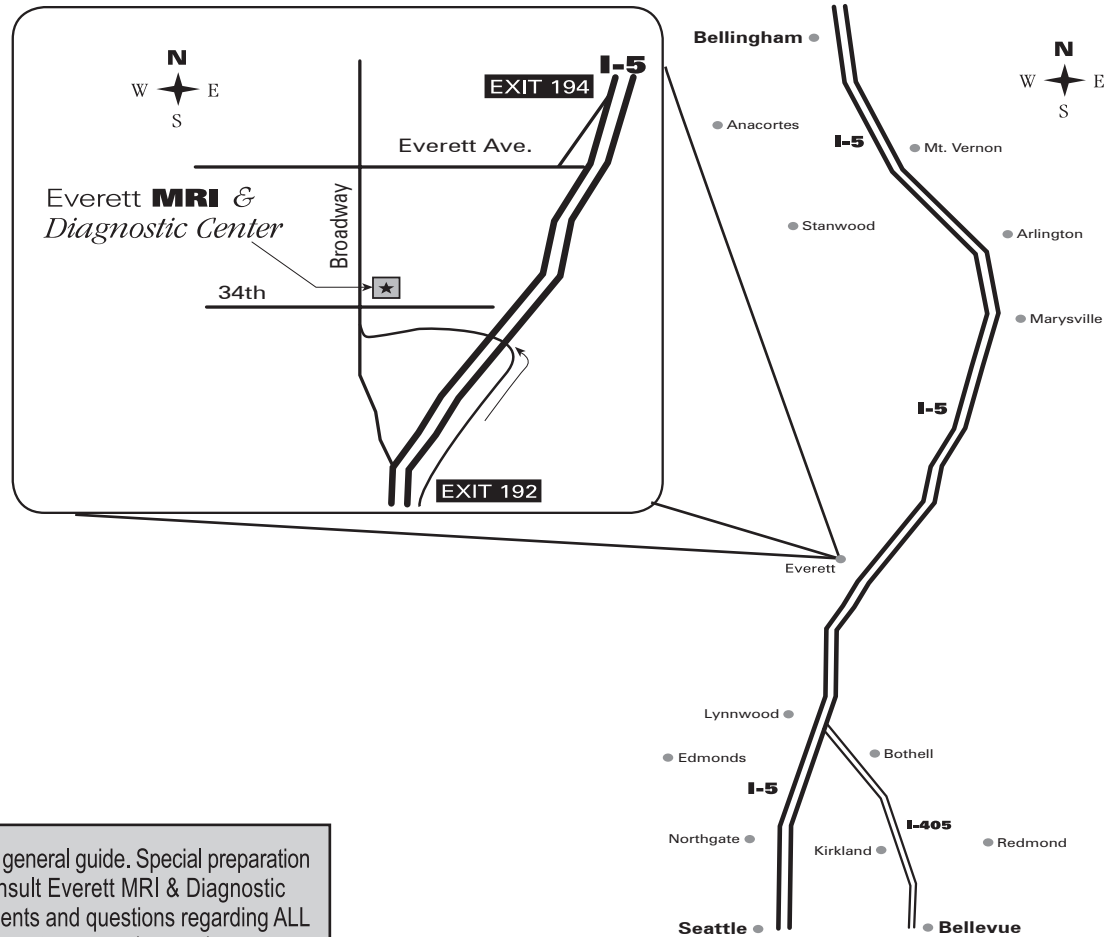 N
W E
S
I-5
EXIT 194
Everett Ave.
Everett MRI &
Diagnostic Center
Broadway
34th
EXIT 192
Bellingham
N
W E
S
Anacortes
I-5
Mt. Vernon
Stanwood
Arlington
Marysville
I-5
Everett
Lynnwood
Edmonds
Bothell
I-5
I-405
Northgate
Kirkland
Redmond
Seattle
Bellevue
general guide. Special preparation
nsult Everett MRI & Diagnostic
ents and questions regarding ALL